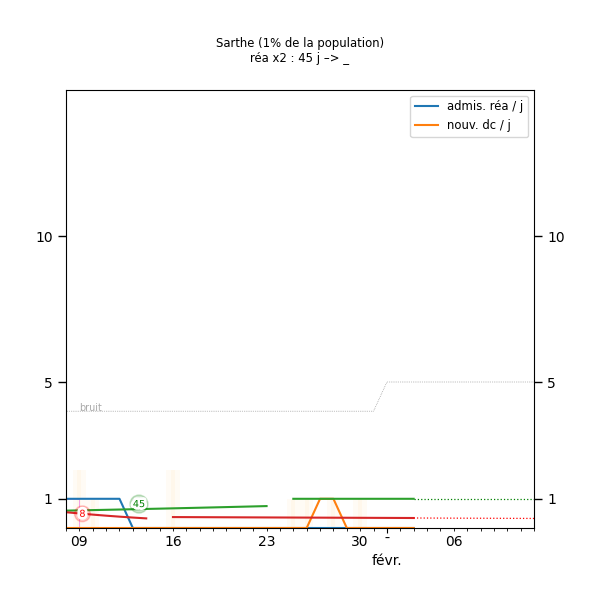 Sarthe (1% de la population)
réa x2 : 45 j –> _
admis. réa / j
nouv. dc / j
10
10
5
5
bruit
45
1
1
8
09
16
23
30
-
06
févr.